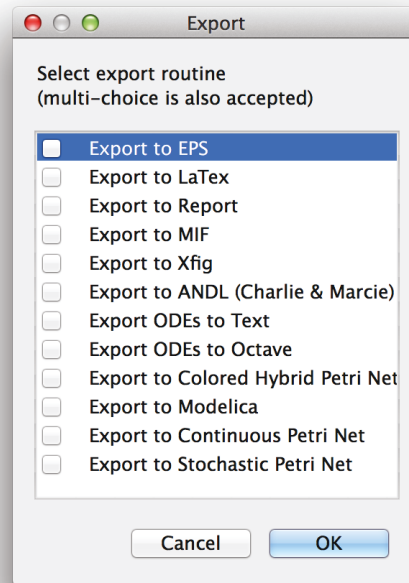 Export
Select export routine
(multi-choice is also accepted)
Export to EPS
Export to LaTex
Export to Report
Export to MIF
Export to Xfig
Export to ANDL (Charlie & Marcie)
Export ODEs to Text
Export ODEs to Octave
Export to Colored Hybrid Petri Net
Export to Modelica
Export to Continuous Petri Net
Export to Stochastic Petri Net
Cancel OK